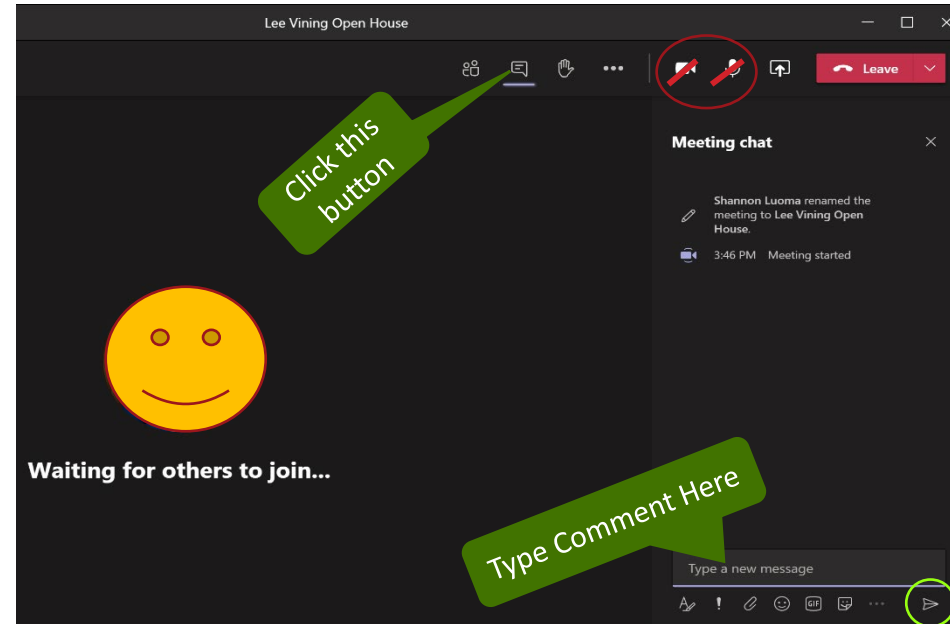 Lee Vining Open House
Leave
Click this
button
Meeting chat
Shannon Luoma renamed the
meeting to Lee Vining Open
House.
3:46 PM Meeting started
Waiting for others to join...
Type Comment Here
Type a new message
GIF